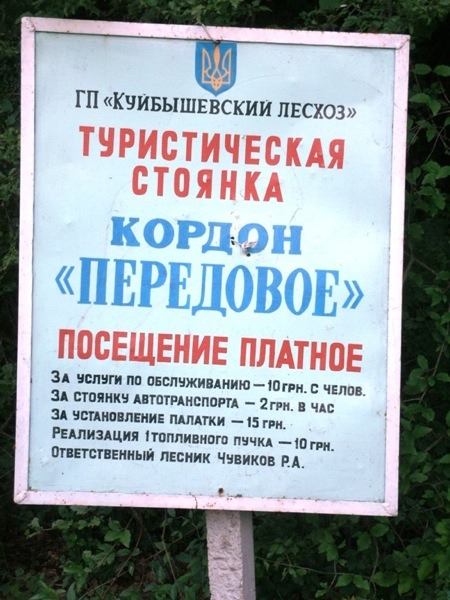 ГП «Куйбышевский лесхоз»
ТУРИСТИЧЕСКАЯ
СТОЯНКА
КОРДОН
«ПЕРЕДОВОЕ»
ПОСЕЩЕНИЕ ПЛАТНОЕ
За услуги по обслуживанию – 10 грн. с челов.
За стоянку автотранспорта – 2 грн. в час
За установление палатки – 15 грн.
Реализация 1 топливного пучка – 10 грн.
Ответственный лесник Чувиков Р.А.